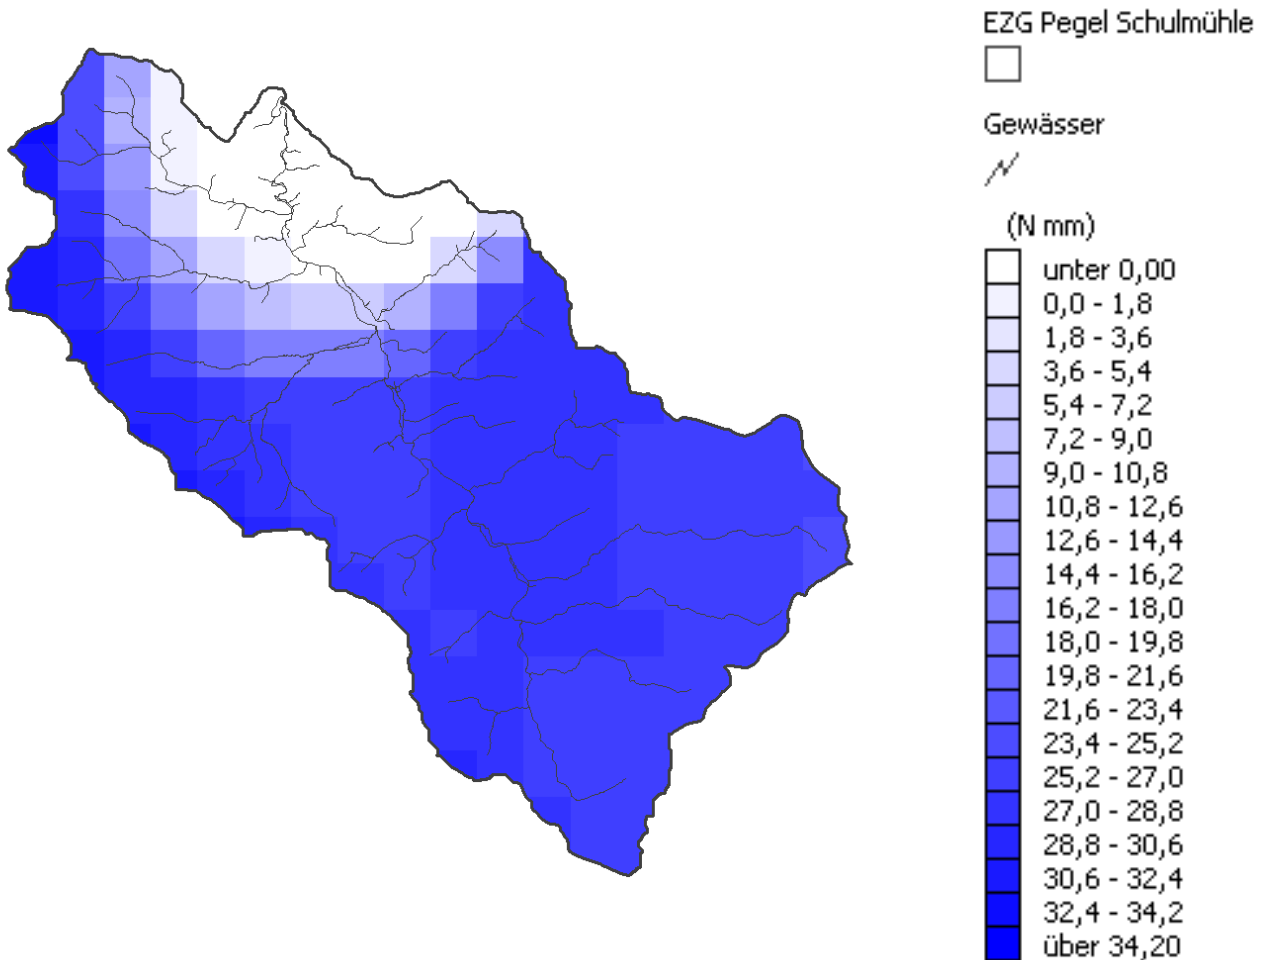 EZG Pegel Schulmühle
Gewässer
(N mm)
unter 0,00
0,0 - 1,8
1,8 - 3,6
3,6 - 5,4
5,4 - 7,2
7,2 - 9,0
9,0 - 10,8
10,8 - 12,6
12,6 - 14,4
14,4 - 16,2
16,2 - 18,0
18,0 - 19,8
19,8 - 21,6
21,6 - 23,4
23,4 - 25,2
25,2 - 27,0
27,0 - 28,8
28,8 - 30,6
30,6 - 32,4
32,4 - 34,2
über 34,20